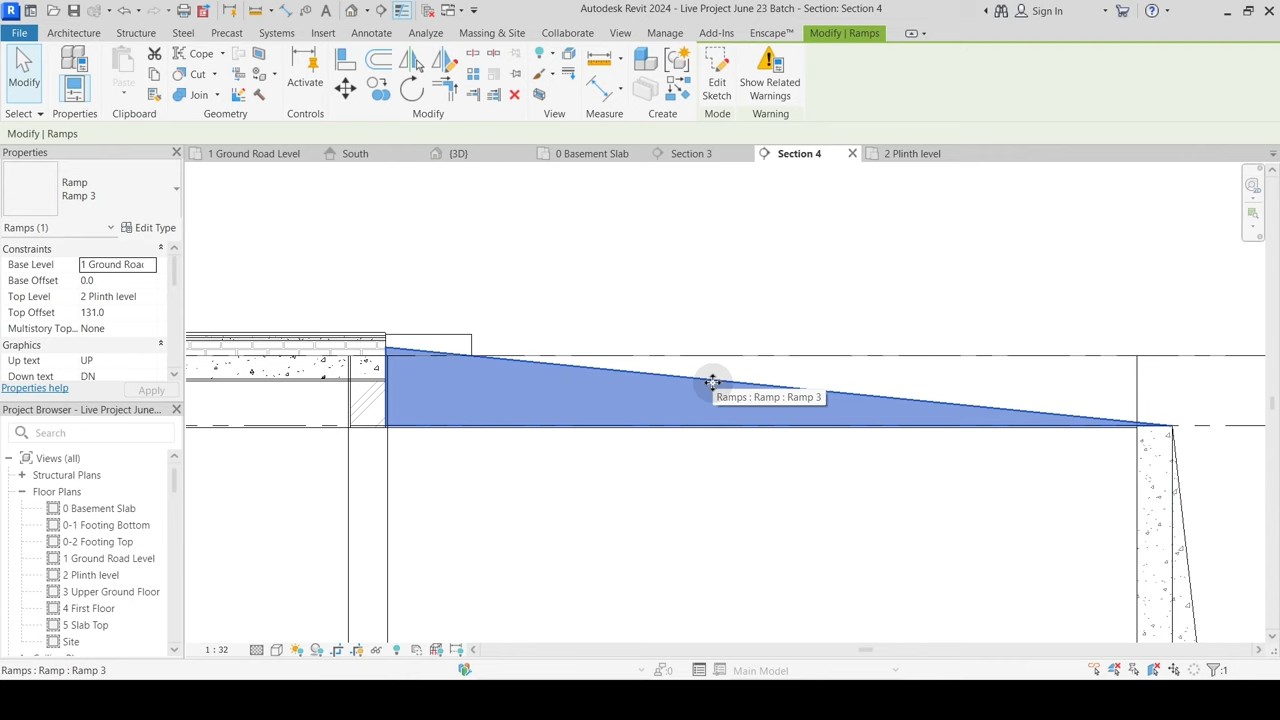 Autodesk Revit 2024 - Live Project June 23 Batch - Section: Section 4
Sign In
File Architecture Structure Steel Precast Systems Insert Annotate Analyze Massing & Site Collaborate View Manage Add-Ins Enscape™ Modify | Ramps
Modify
Paste
Cope
Cut
Join
Activate
Edit Sketch
Show Related Warnings
Select Properties Clipboard Geometry Controls Modify View Measure Create Mode Warning
Modify | Ramps
Properties
1 Ground Road Level South {3D} 0 Basement Slab Section 3 Section 4 2 Plinth level
Ramp
Ramp 3
Ramps (1) Edit Type
Constraints
Base Level 1 Ground Roac
Base Offset 0.0
Top Level 2 Plinth level
Top Offset 131.0
Multistory Top... None
Graphics
Up text UP
Down text DN
Properties help Apply
Ramps : Ramp : Ramp 3
Project Browser - Live Project June...
Search
Views (all)
Structural Plans
Floor Plans
0 Basement Slab
0-1 Footing Bottom
0-2 Footing Top
1 Ground Road Level
2 Plinth level
3 Upper Ground Floor
4 First Floor
5 Slab Top
Site
1 : 32
Ramps : Ramp : Ramp 3
:0
Main Model
:1